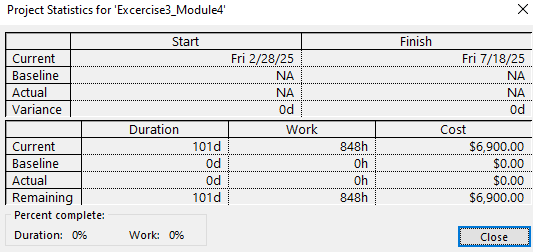 Project Statistics for 'Excercise3_Module4'
Start Finish
Current Fri 2/28/25 Fri 7/18/25
Baseline NA NA
Actual NA NA
Variance 0d 0d
Duration Work Cost
Current 101d 848h $6,900.00
Baseline 0d 0h $0.00
Actual 0d 0h $0.00
Remaining 101d 848h $6,900.00
Percent complete:
Duration: 0% Work: 0%
Close